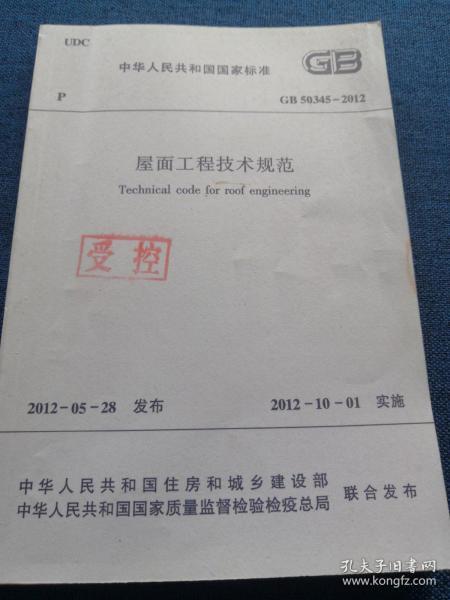 UDC
中华人民共和国国家标准
GB
P
GB 50345-2012
屋面工程技术规范
Technical code for roof engineering
受控
2012-05-28 发布
2012-10-01 实施
中华人民共和国住房和城乡建设部
中华人民共和国国家质量监督检验检疫总局
联合发布
孔夫子旧书网
www.kongfz.com